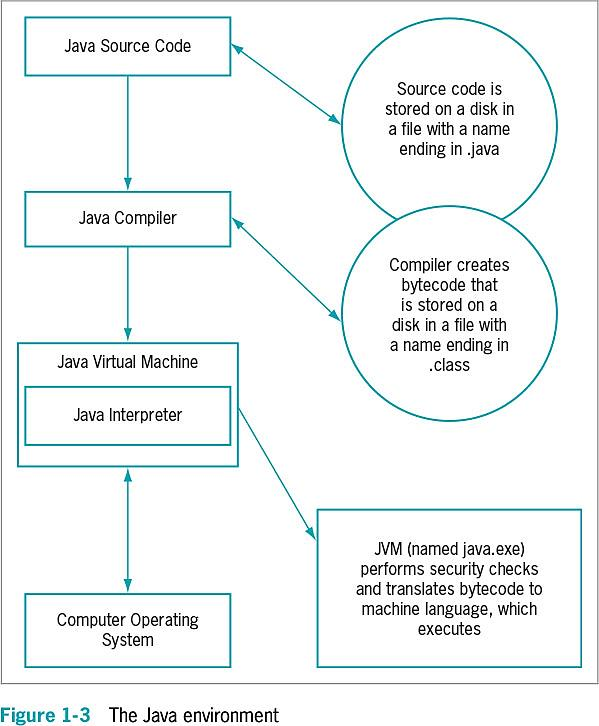 Java Source Code
Source code is
stored on a disk in
a file with a name
ending in .java
Java Compiler
Compiler creates
bytecode that
is stored on a
disk in a file with
a name ending in
.class
Java Virtual Machine
Java Interpreter
JVM (named java.exe)
performs security checks
and translates bytecode to
machine language, which
executes
Computer Operating
System
Figure 1-3 The Java environment